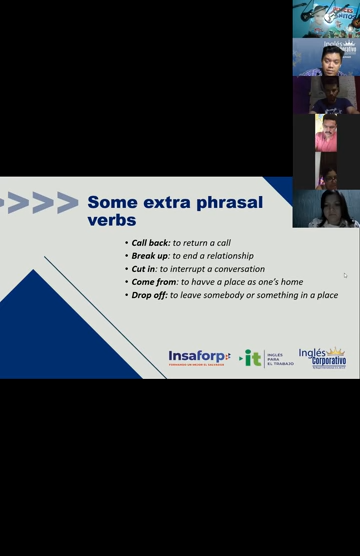 Inglés
>>>> Some extra phrasal
verbs
• Call back: to return a call
• Break up: to end a relationship
• Cut in: to interrupt a conversation
• Come from: to havve a place as one's home
• Drop off: to leave somebody or something in a place
Insaforp
it INGLÉS PARA EL TRABAJO
Inglés Corporativo